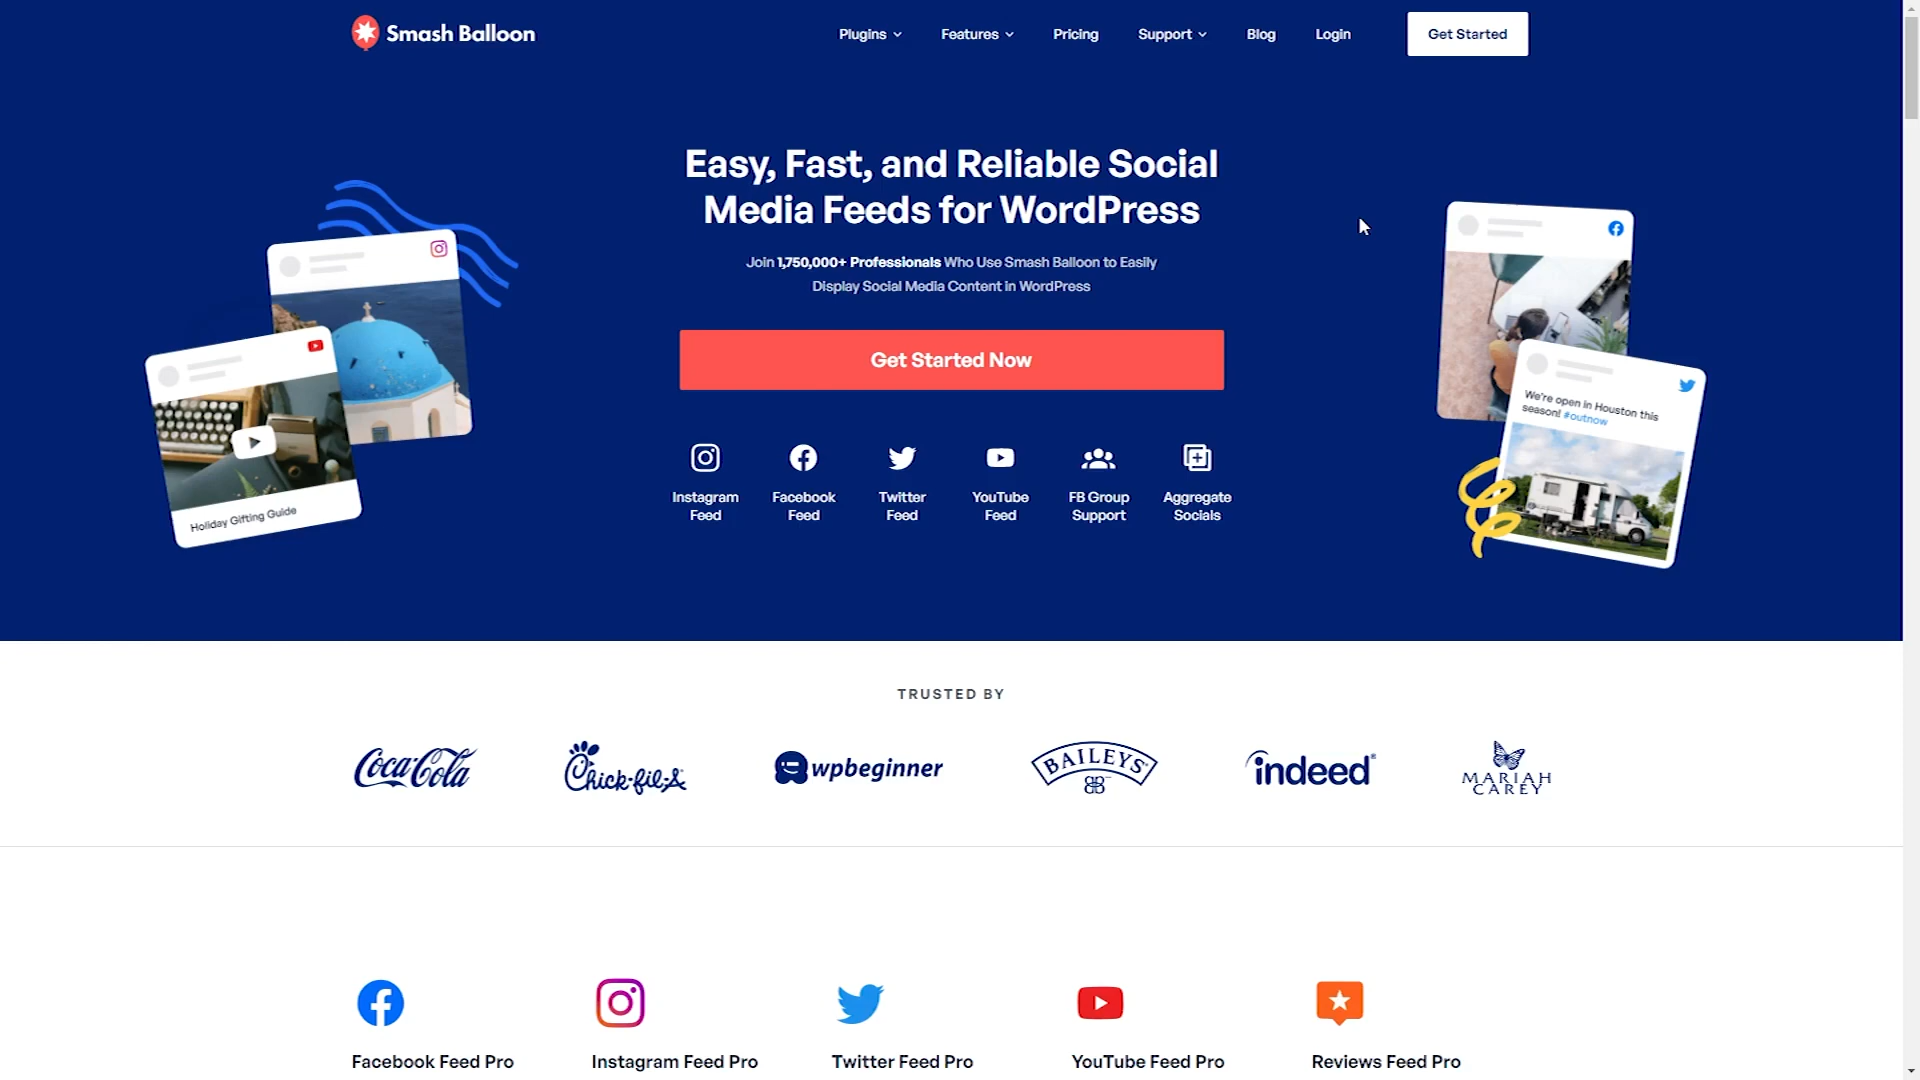 Smash Balloon
Plugins
Features
Pricing
Support
Blog
Login
Get Started
Easy, Fast, and Reliable Social
Media Feeds for WordPress
Join 1,750,000+ Professionals Who Use Smash Balloon to Easily
Display Social Media Content in WordPress
Get Started Now
Instagram
Feed
Facebook
Feed
Twitter
Feed
YouTube
Feed
FB Group
Support
Aggregate
Socials
Holiday Gifting Guide
We're open in Houston this
season! #outnow
TRUSTED BY
Coca-Cola
Chick-fil-A
wpbeginner
BAILEYS
indeed
MARIAH
CAREY
Facebook Feed Pro
Instagram Feed Pro
Twitter Feed Pro
YouTube Feed Pro
Reviews Feed Pro